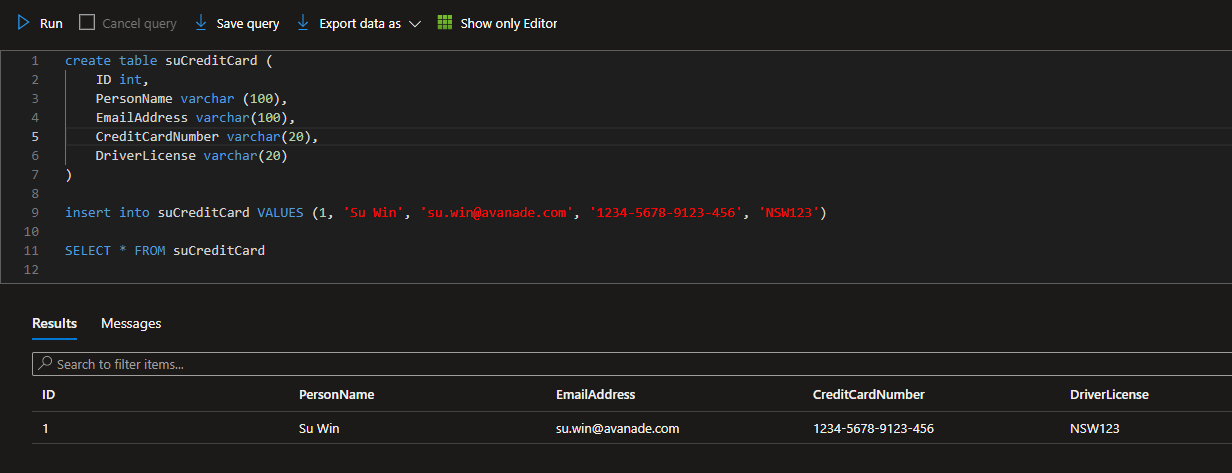 Run Cancel query Save query Export data as Show only Editor
1 create table suCreditCard (
2 ID int,
3 PersonName varchar (100),
4 EmailAddress varchar(100),
5 CreditCardNumber varchar(20),
6 DriverLicense varchar(20)
7 )
8
9 insert into suCreditCard VALUES (1, 'Su Win', 'su.win@avanade.com', '1234-5678-9123-456', 'NSW123')
10
11 SELECT * FROM suCreditCard
12
Results Messages
Search to filter items...
ID PersonName EmailAddress CreditCardNumber DriverLicense
1 Su Win su.win@avanade.com 1234-5678-9123-456 NSW123